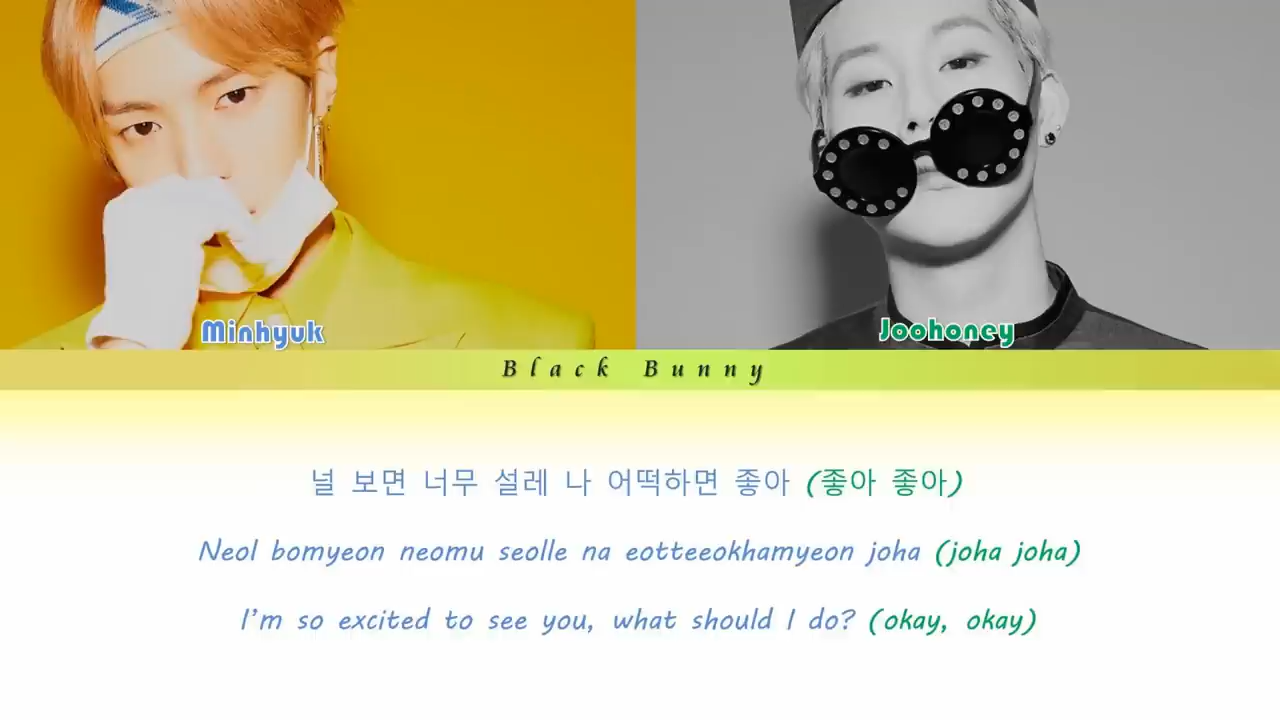 Minhyuk
Joohoney
Black Bunny
널 보면 너무 설레 나 어떡하면 좋아 (좋아 좋아)
Neol bomyeon neomu seolle na eotteeokhamyeon joha (joha joha)
I'm so excited to see you, what should I do? (okay, okay)